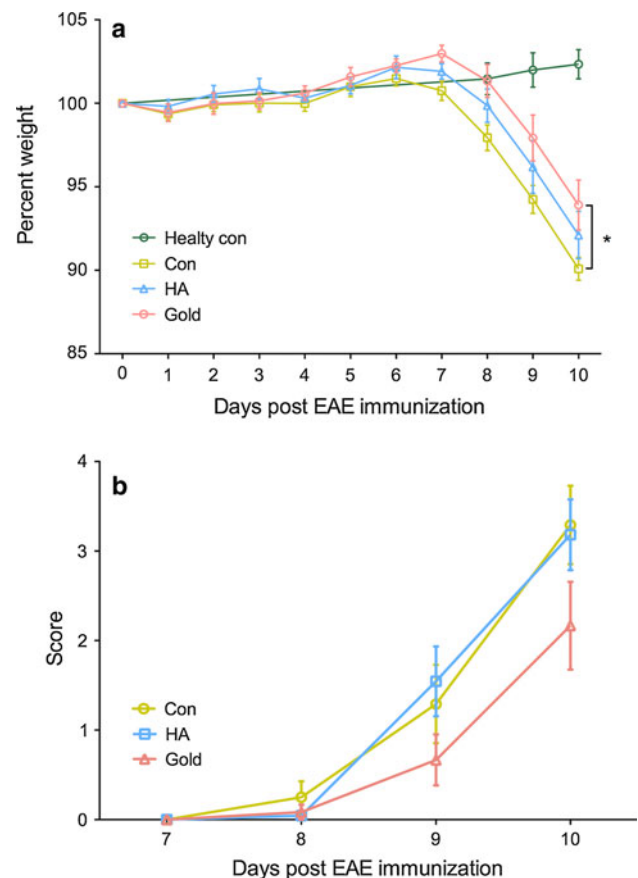 a
105
100
95
90
85
Percent weight
Healty con
Con
HA
Gold
*
0 1 2 3 4 5 6 7 8 9 10
Days post EAE immunization
b
4
3
2
1
0
Score
Con
HA
Gold
7 8 9 10
Days post EAE immunization